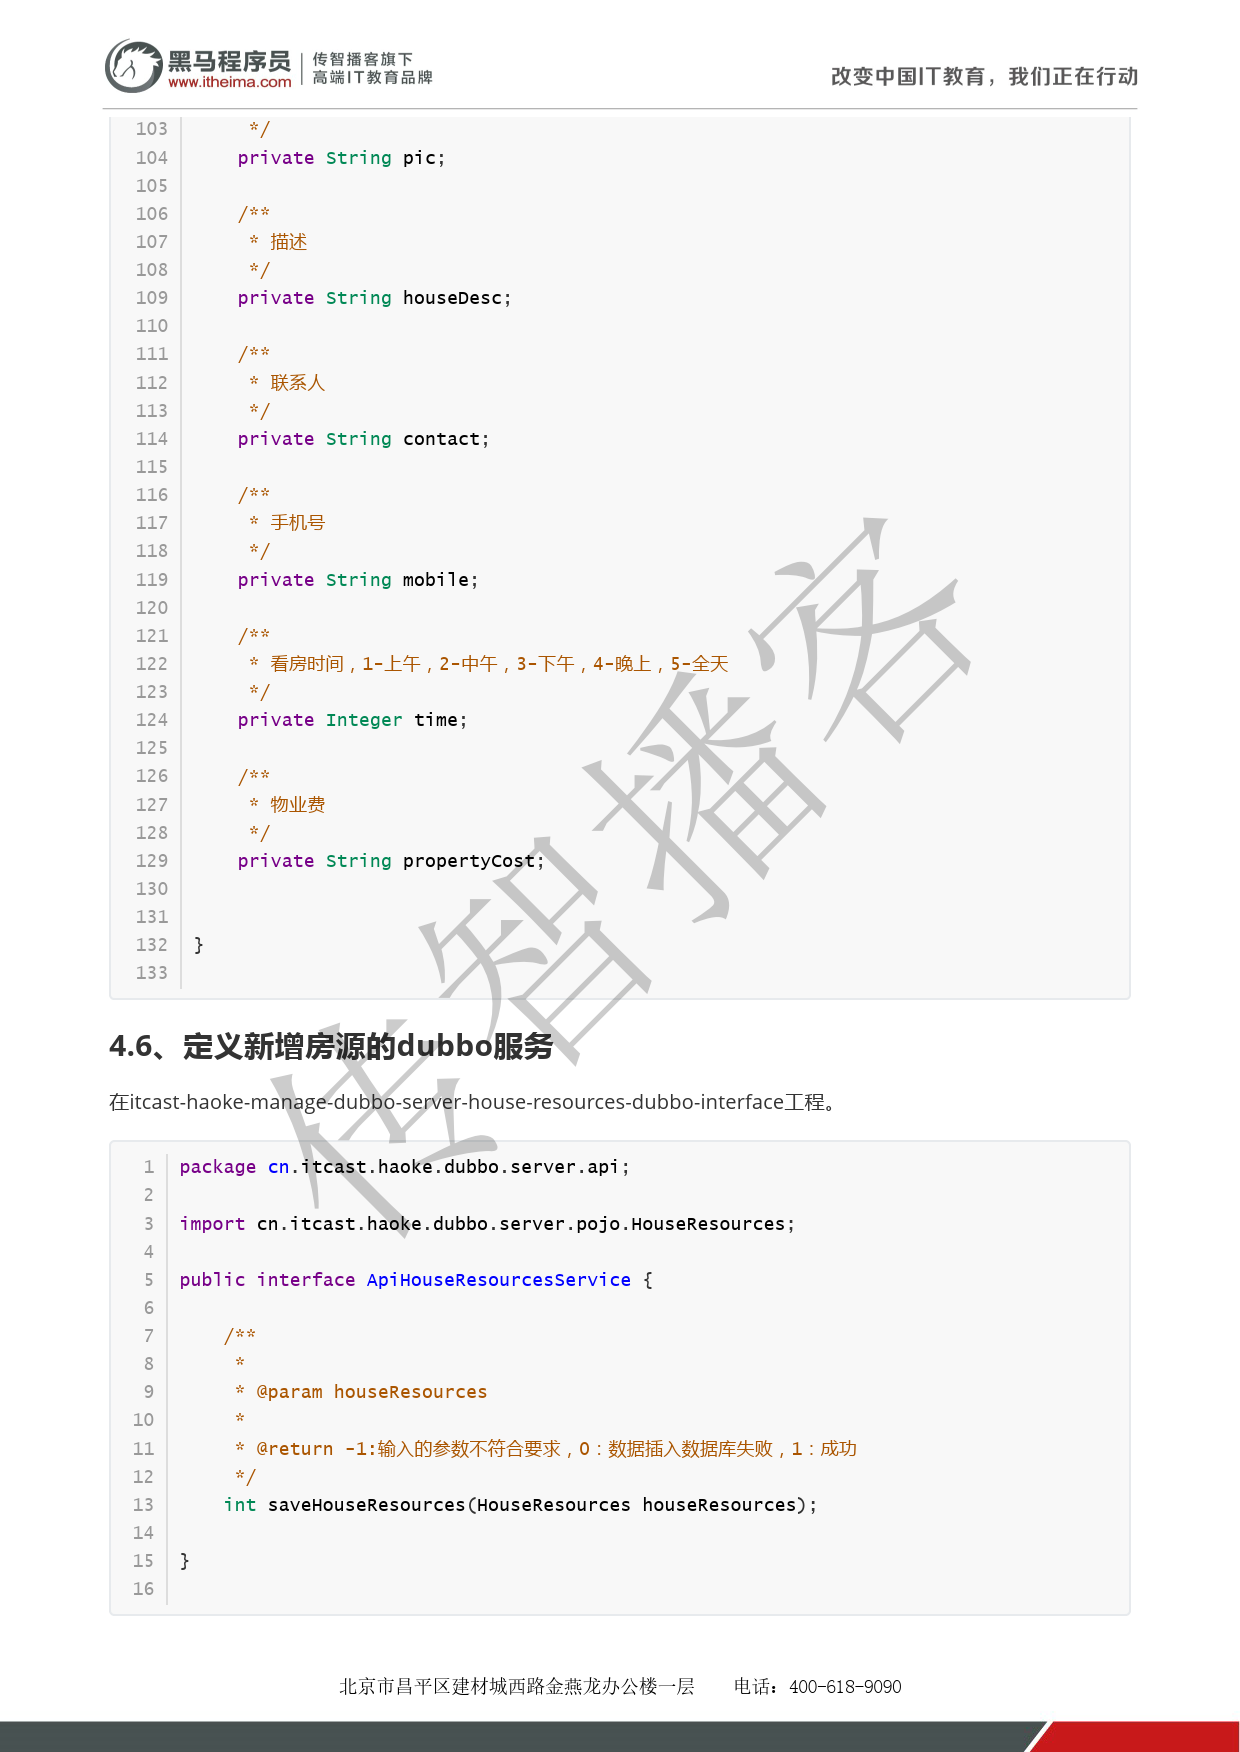 黑马程序员
www.itheima.com
传智播客旗下
高端IT教育品牌
改变中国IT教育，我们正在行动
103      */
104     private String pic;
105
106     /**
107      * 描述
108      */
109     private String houseDesc;
110
111     /**
112      * 联系人
113      */
114     private String contact;
115
116     /**
117      * 手机号
118      */
119     private String mobile;
120
121     /**
122      * 看房时间，1-上午，2-中午，3-下午，4-晚上，5-全天
123      */
124     private Integer time;
125
126     /**
127      * 物业费
128      */
129     private String propertyCost;
130
131
132 }
133
传智播客
4.6、定义新增房源的dubbo服务
在itcast-haoke-manage-dubbo-server-house-resources-dubbo-interface工程。
1 package cn.itcast.haoke.dubbo.server.api;
2
3 import cn.itcast.haoke.dubbo.server.pojo.HouseResources;
4
5 public interface ApiHouseResourcesService {
6
7     /**
8      *
9      * @param houseResources
10      *
11      * @return -1:输入的参数不符合要求，0：数据插入数据库失败，1：成功
12      */
13     int saveHouseResources(HouseResources houseResources);
14
15 }
16
北京市昌平区建材城西路金燕龙办公楼一层    电话：400-618-9090